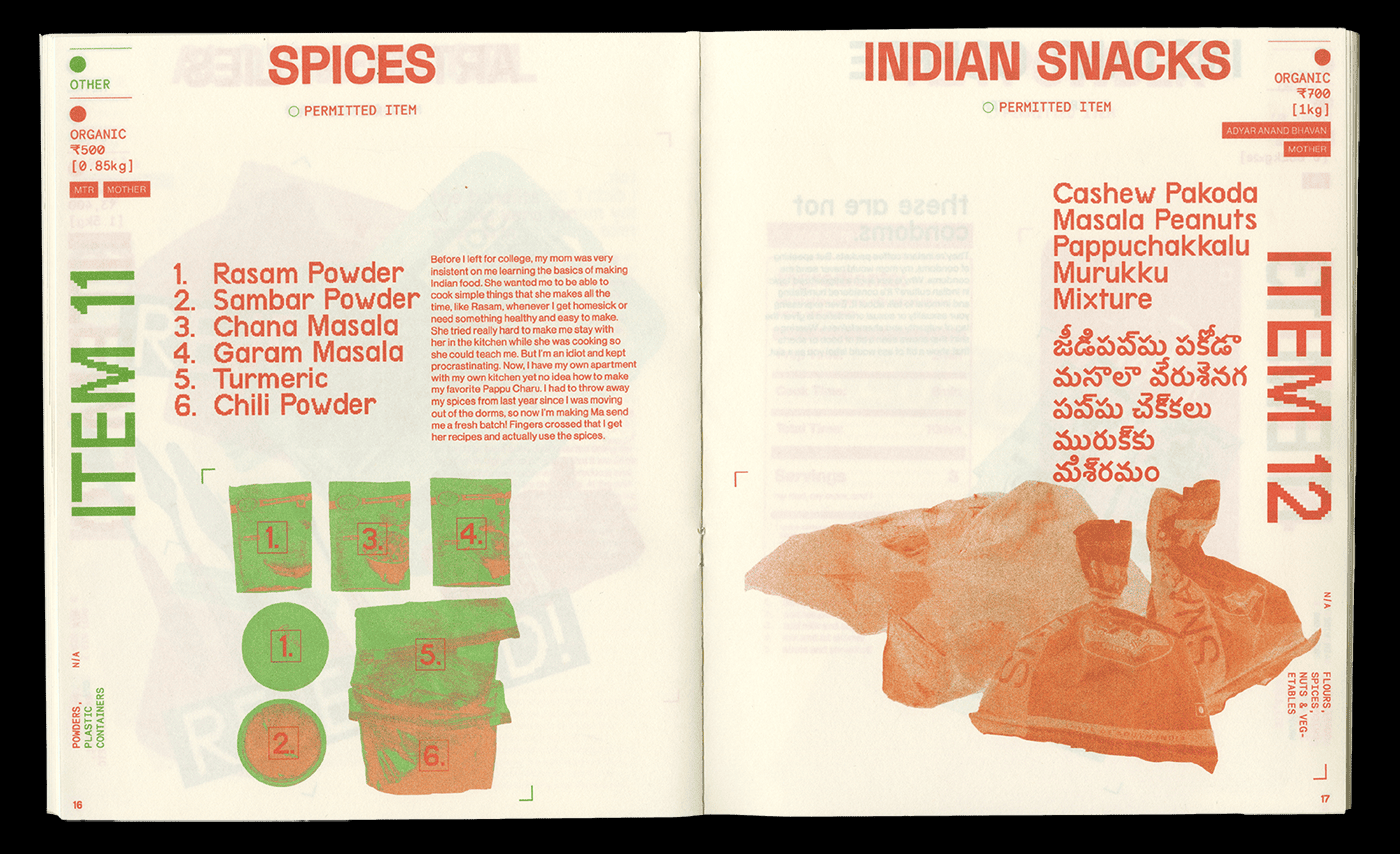 OTHER
ORGANIC
₹500
[0.85kg]
MTR MOTHER
ITEM 11
N/A
POWDERS,
PLASTIC
CONTAINERS
16
SPICES
PERMITTED ITEM
1. Rasam Powder
2. Sambar Powder
3. Chana Masala
4. Garam Masala
5. Turmeric
6. Chili Powder
Before I left for college, my mom was very
insistent on me learning the basics of making
Indian food. She wanted me to be able to
cook simple things that she makes all the
time, like Rasam, whenever I get homesick or
need something healthy and easy to make.
She tried really hard to make me stay with
her in the kitchen while she was cooking so
she could teach me. But I'm an idiot and kept
procrastinating. Now, I have my own apartment
with my own kitchen yet no idea how to make
my favorite Pappu Charu. I had to throw away
my spices from last year since I was moving
out of the dorms, so now I'm making Ma send
me a fresh batch! Fingers crossed that I get
her recipes and actually use the spices.
1. 3. 4.
1. 5.
2. 6.
INDIAN SNACKS
PERMITTED ITEM
ORGANIC
₹700
[1kg]
ADYAR ANAND BHAVAN
MOTHER
Cashew Pakoda
Masala Peanuts
Pappuchakkalu
Murukku
Mixture
జీడిపప్పు పకోడా
మసాలా వేరుశెనగ
పప్పు చెక్కలు
మురుక్కు
మిశ్రమం
ITEM 12
N/A
FLOURS,
SPICES,
NUTS & VEG-
ETABLES
17